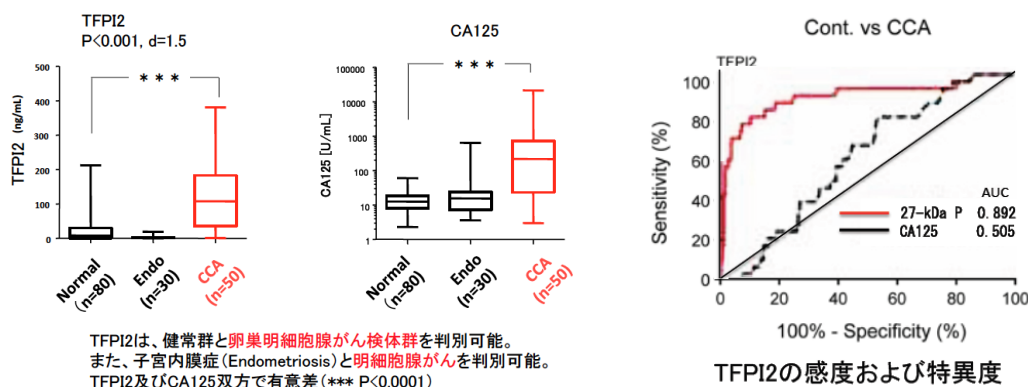 TFPI2
P<0.001, d=1.5
***
TFPI2 (ng/mL)
500
400
300
200
100
0
Normal (n=80)
Endo (n=30)
CCA (n=50)
CA125
***
CA125 [U/mL]
100000
10000
1000
100
10
1
Normal (n=80)
Endo (n=30)
CCA (n=50)
TFPI2は、健常群と卵巣明細胞腺がん検体群を判別可能。
また、子宮内膜症(Endometriosis)と明細胞腺がんを判別可能。
TFPI2及びCA125双方で有意差(*** P<0.0001)
Cont. vs CCA
TFPI2
Sensitivity (%)
100
80
60
40
20
0
AUC
27-kDa P 0.892
CA125 0.505
0 20 40 60 80 100
100% - Specificity (%)
TFPI2の感度および特異度